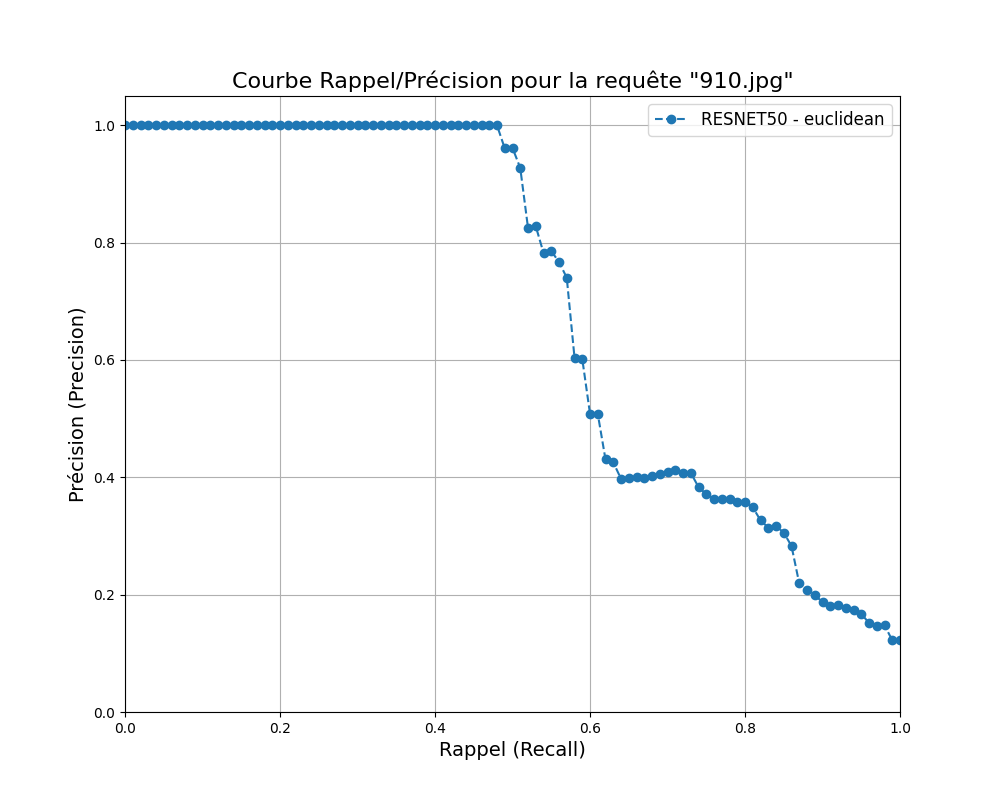 Courbe Rappel/Précision pour la requête "910.jpg"
RESNET50 - euclidean
1.0
0.8
0.6
0.4
0.2
0.0
Précision (Precision)
0.0 0.2 0.4 0.6 0.8 1.0
Rappel (Recall)